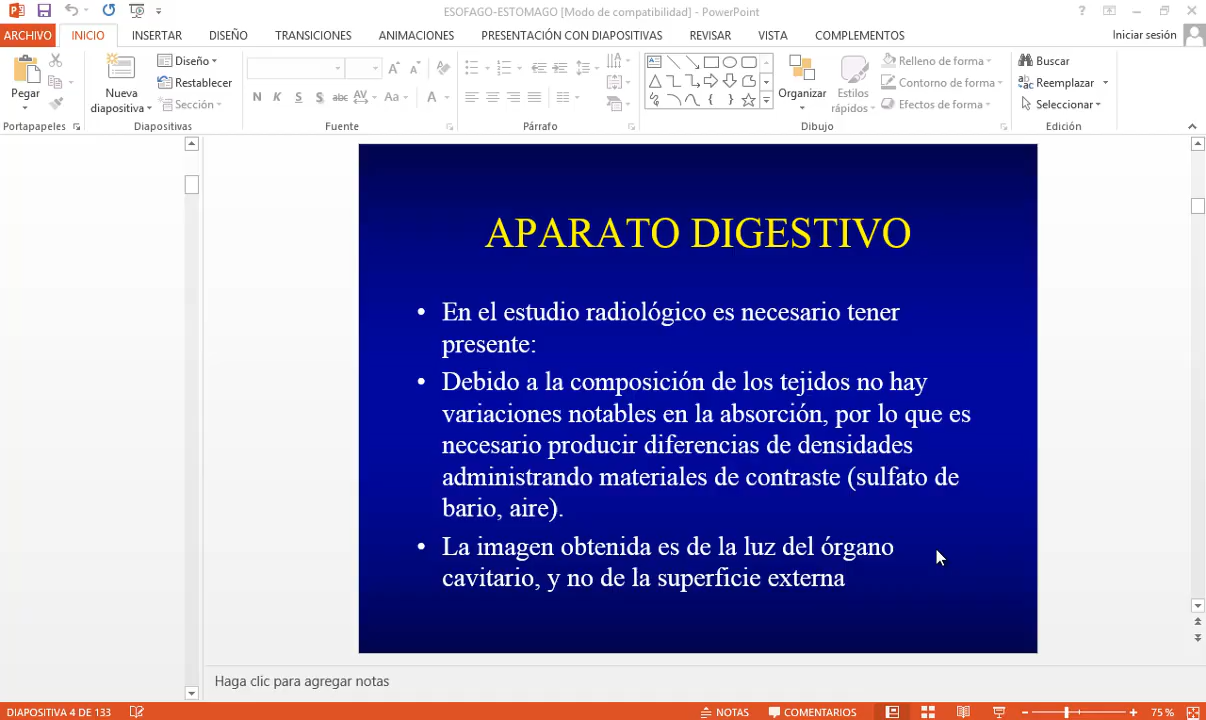 ESOFAGO-ESTOMAGO [Modo de compatibilidad] - PowerPoint
ARCHIVO INICIO INSERTAR DISEÑO TRANSICIONES ANIMACIONES PRESENTACIÓN CON DIAPOSITIVAS REVISAR VISTA COMPLEMENTOS Iniciar sesión
Pegar
Nueva
diapositiva
Diseño
Restablecer
Sección
N K S S abc AV Aa A
Organizar
Estilos
rápidos
Relleno de forma
Contorno de forma
Efectos de forma
Buscar
Reemplazar
Seleccionar
Portapapeles Diapositivas Fuente Párrafo Dibujo Edición
APARATO DIGESTIVO
• En el estudio radiológico es necesario tener
presente:
• Debido a la composición de los tejidos no hay
variaciones notables en la absorción, por lo que es
necesario producir diferencias de densidades
administrando materiales de contraste (sulfato de
bario, aire).
• La imagen obtenida es de la luz del órgano
cavitario, y no de la superficie externa
Haga clic para agregar notas
DIAPOSITIVA 4 DE 133 NOTAS COMENTARIOS 75 %